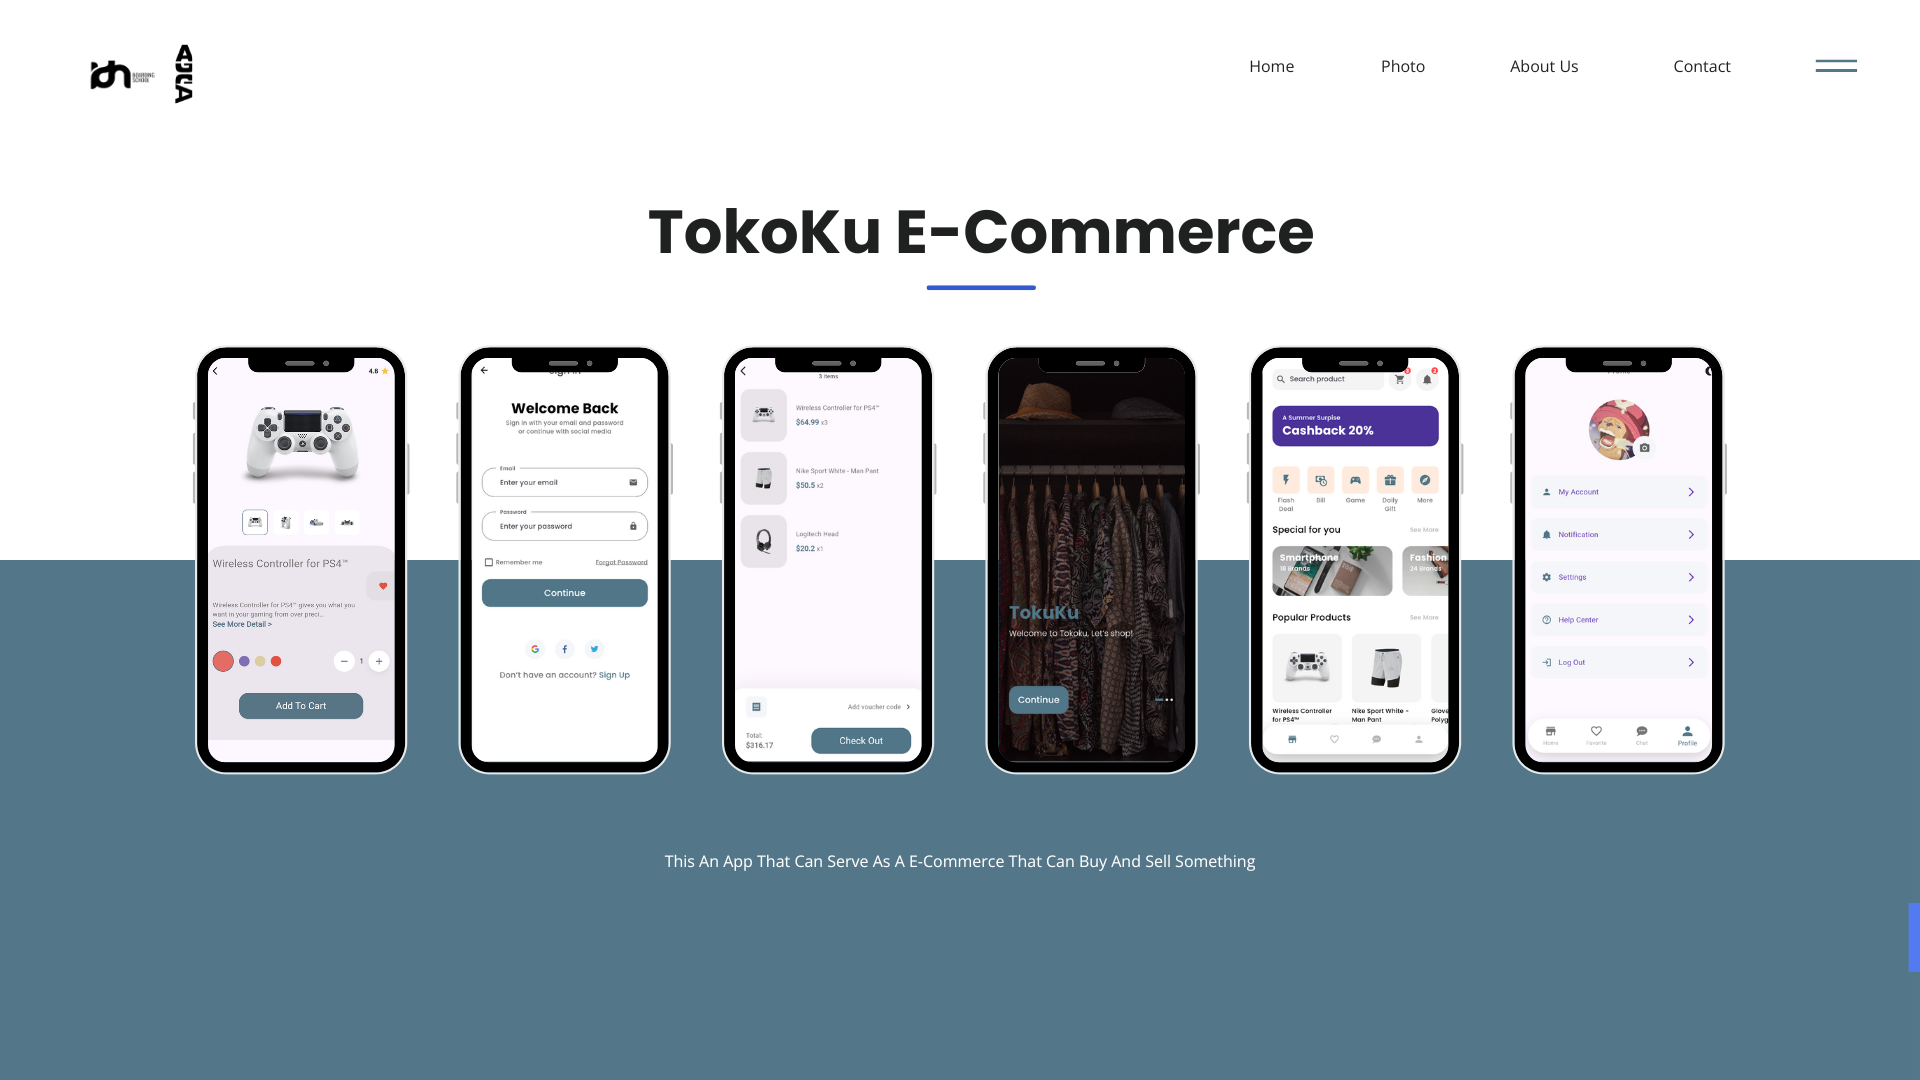 BOARDING
SCHOOL
Home
Photo
About Us
Contact
TokoKu E-Commerce
4.8
Wireless Controller for PS4™
Wireless Controller for PS4™ gives you what you
want in your gaming from over preci...
See More Detail >
1
Add To Cart
Welcome Back
Sign in with your email and password
or continue with social media
Email
Enter your email
Password
Enter your password
Remember me
Forgot Password
Continue
Don't have an account? Sign Up
3 items
Wireless Controller for PS4™
$64.99 x3
Nike Sport White - Man Pant
$50.5 x2
Logitech Head
$20.2 x1
Add voucher code
Total:
$316.17
Check Out
TokuKu
Welcome to Tokoku, Let's shop!
Continue
Search product
A Summer Surpise
Cashback 20%
Flash
Deal
Bill
Game
Daily
Gift
More
Special for you
See More
Smartphone
18 Brands
Fashion
24 Brands
Popular Products
See More
Wireless Controller
for PS4™
Nike Sport White -
Man Pant
Glove
Polyg
My Account
Notification
Settings
Help Center
Log Out
Home
Favorite
Chat
Profile
This An App That Can Serve As A E-Commerce That Can Buy And Sell Something